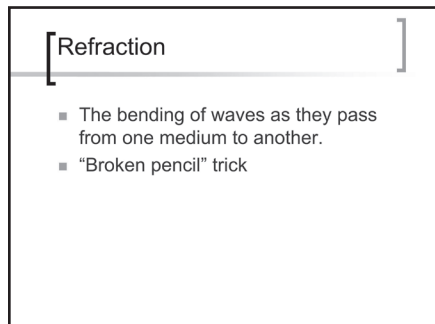 Refraction
The bending of waves as they pass
from one medium to another.
“Broken pencil” trick